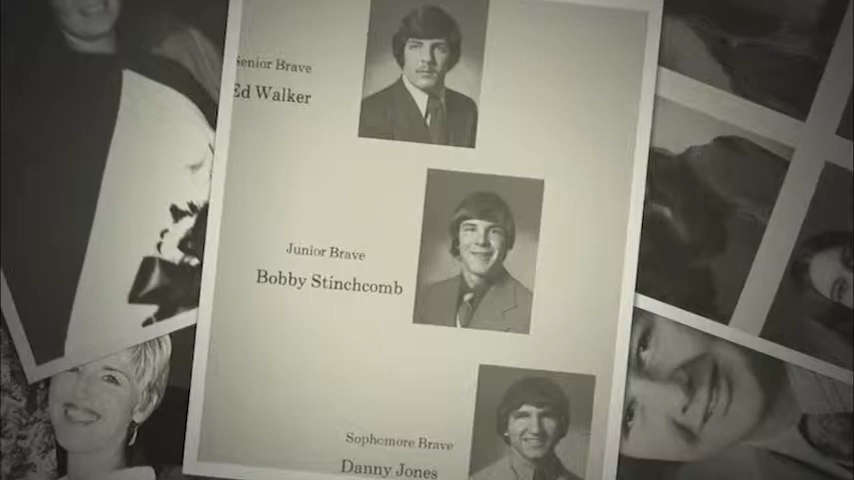 Senior Brave
Ed Walker
Junior Brave
Bobby Stinchcomb
Sophomore Brave
Danny Jones